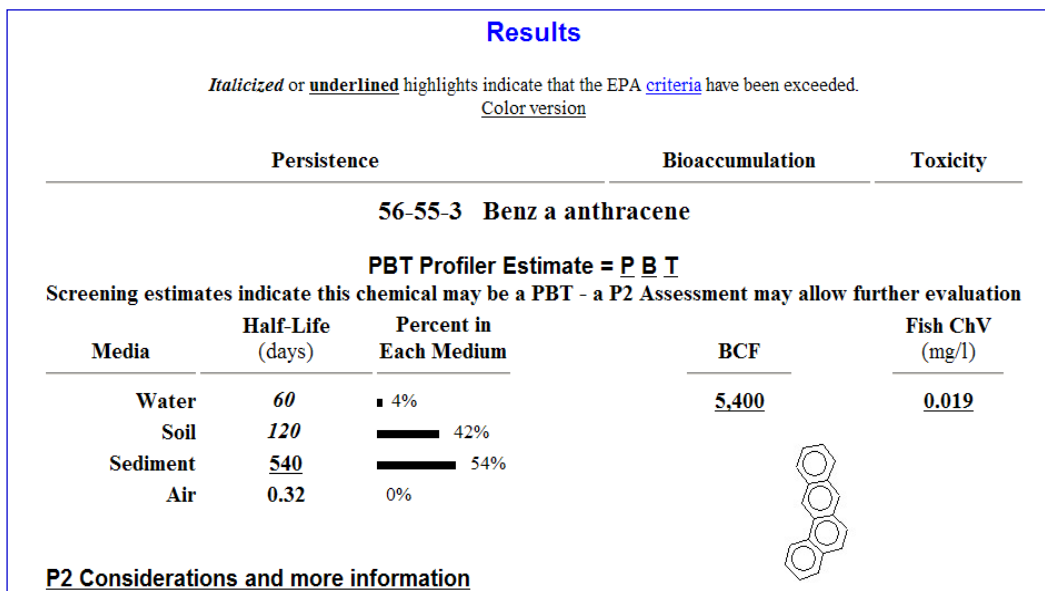 Results
Italicized or underlined highlights indicate that the EPA criteria have been exceeded.
Color version
Persistence Bioaccumulation Toxicity
56-55-3 Benz a anthracene
PBT Profiler Estimate = P B T
Screening estimates indicate this chemical may be a PBT - a P2 Assessment may allow further evaluation
Half-Life Percent in Fish ChV
Media (days) Each Medium BCF (mg/l)
Water 60 4% 5,400 0.019
Soil 120 42%
Sediment 540 54%
Air 0.32 0%
P2 Considerations and more information